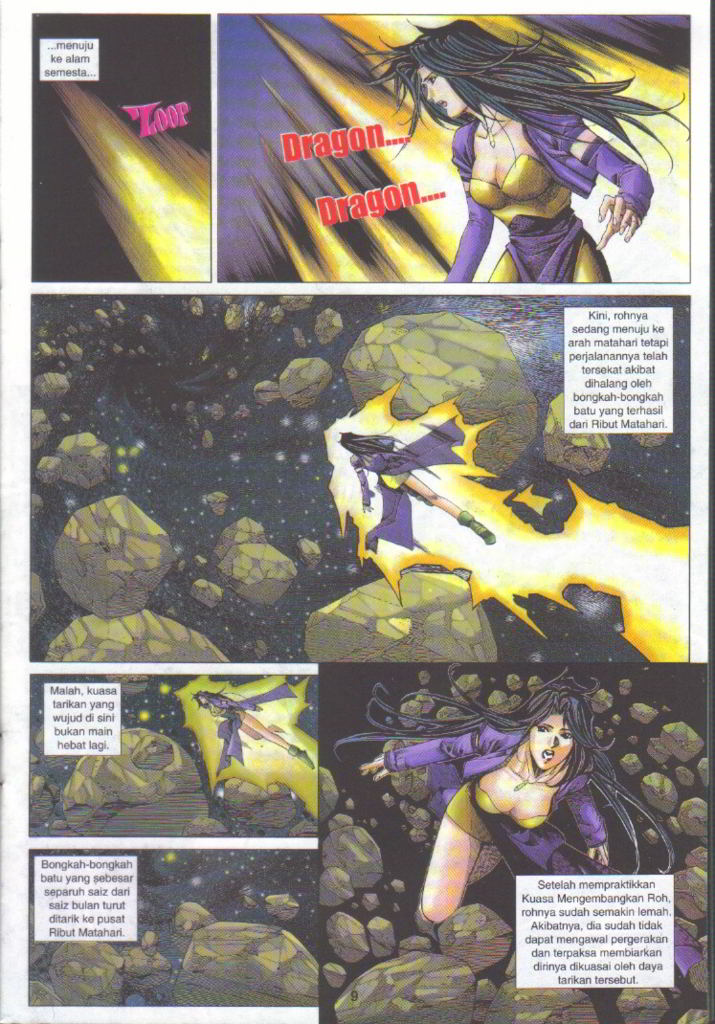 ...menuju
ke alam
semesta...
ZOOP
Dragon....
Dragon....
Kini, rohnya
sedang menuju ke
arah matahari tetapi
perjalanannya telah
tersekat akibat
dihalang oleh
bongkah-bongkah
batu yang terhasil
dari Ribut Matahari.
Malah, kuasa
tarikan yang
wujud di sini
bukan main
hebat lagi.
Bongkah-bongkah
batu yang sebesar
separuh saiz dari
saiz bulan turut
ditarik ke pusat
Ribut Matahari.
Setelah mempraktikkan
Kuasa Mengembangkan Roh,
rohnya sudah semakin lemah.
Akibatnya, dia sudah tidak
dapat mengawal pergerakan
dan terpaksa membiarkan
dirinya dikuasai oleh daya
tarikan tersebut.
9